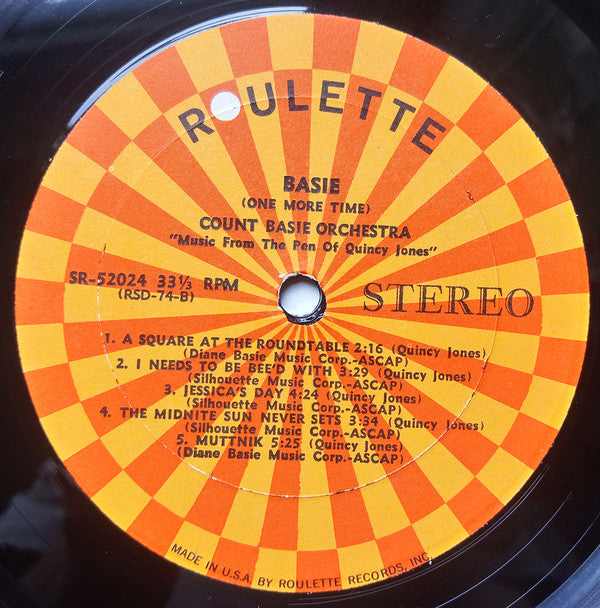 ROULETTE
BASIE
(ONE MORE TIME)
COUNT BASIE ORCHESTRA
"Music From The Pen Of Quincy Jones"
SR-52024 33⅓ RPM
(RSD-74-B)
STEREO
1. A SQUARE AT THE ROUNDTABLE 2:16 (Quincy Jones)
(Diane Basie Music Corp.-ASCAP)
2. I NEEDS TO BE BEE'D WITH 3:29 (Quincy Jones)
(Silhouette Music Corp.-ASCAP)
3. JESSICA'S DAY 4:24 (Quincy Jones)
(Silhouette Music Corp.-ASCAP)
4. THE MIDNITE SUN NEVER SETS 3:34 (Quincy Jones)
(Silhouette Music Corp.-ASCAP)
5. MUTTNIK 5:25 (Quincy Jones)
(Diane Basie Music Corp.-ASCAP)
MADE IN U.S.A. BY ROULETTE RECORDS, INC.